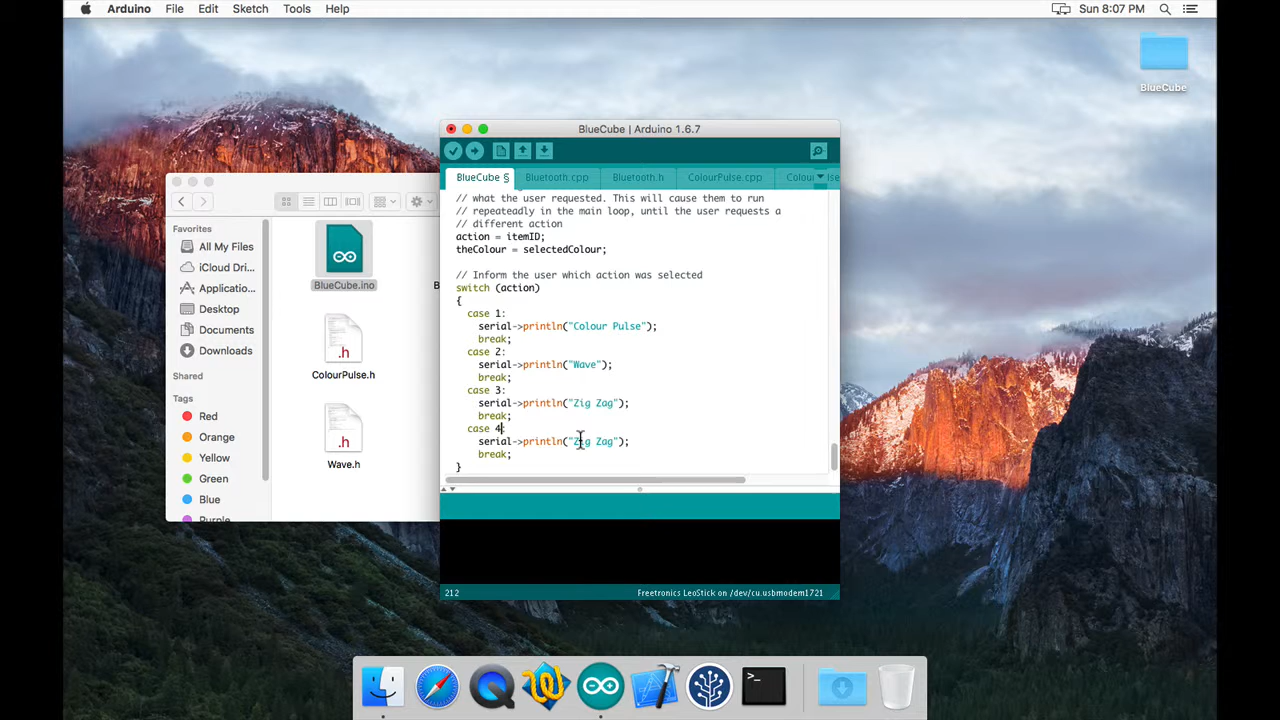 Arduino File Edit Sketch Tools Help
Sun 8:07 PM
BlueCube
BlueCube | Arduino 1.6.7
BlueCube §
Bluetooth.cpp
Bluetooth.h
ColourPulse.cpp
Favorites
All My Files
iCloud Dri...
Applicatio...
Desktop
Documents
Downloads
Shared
Tags
Red
Orange
Yellow
Green
Blue
Purple
BlueCube.ino
.h
ColourPulse.h
.h
Wave.h
// what the user requested. This will cause them to run
// repeateadly in the main loop, until the user requests a
// different action
action = itemID;
theColour = selectedColour;
// Inform the user which action was selected
switch (action)
{
case 1:
serial->println("Colour Pulse");
break;
case 2:
serial->println("Wave");
break;
case 3:
serial->println("Zig Zag");
break;
case 4:
serial->println("Zig Zag");
break;
}
212
Freetronics LeoStick on /dev/cu.usbmodem1721